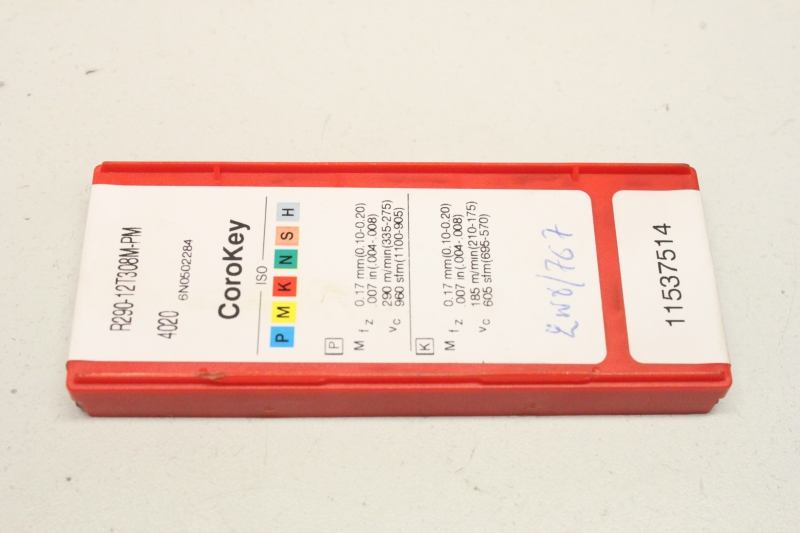 R290-12T308M-PM
4020 6N0502284
CoroKey
ISO
P M K N S H
P
M f z 0.17 mm(0.10-0.20)
.007 in(.004-.008)
v c 290 m/min(335-275)
960 sfm(1100-905)
K
M f z 0.17 mm(0.10-0.20)
.007 in(.004-.008)
v c 185 m/min(210-175)
605 sfm(695-570)
11537514